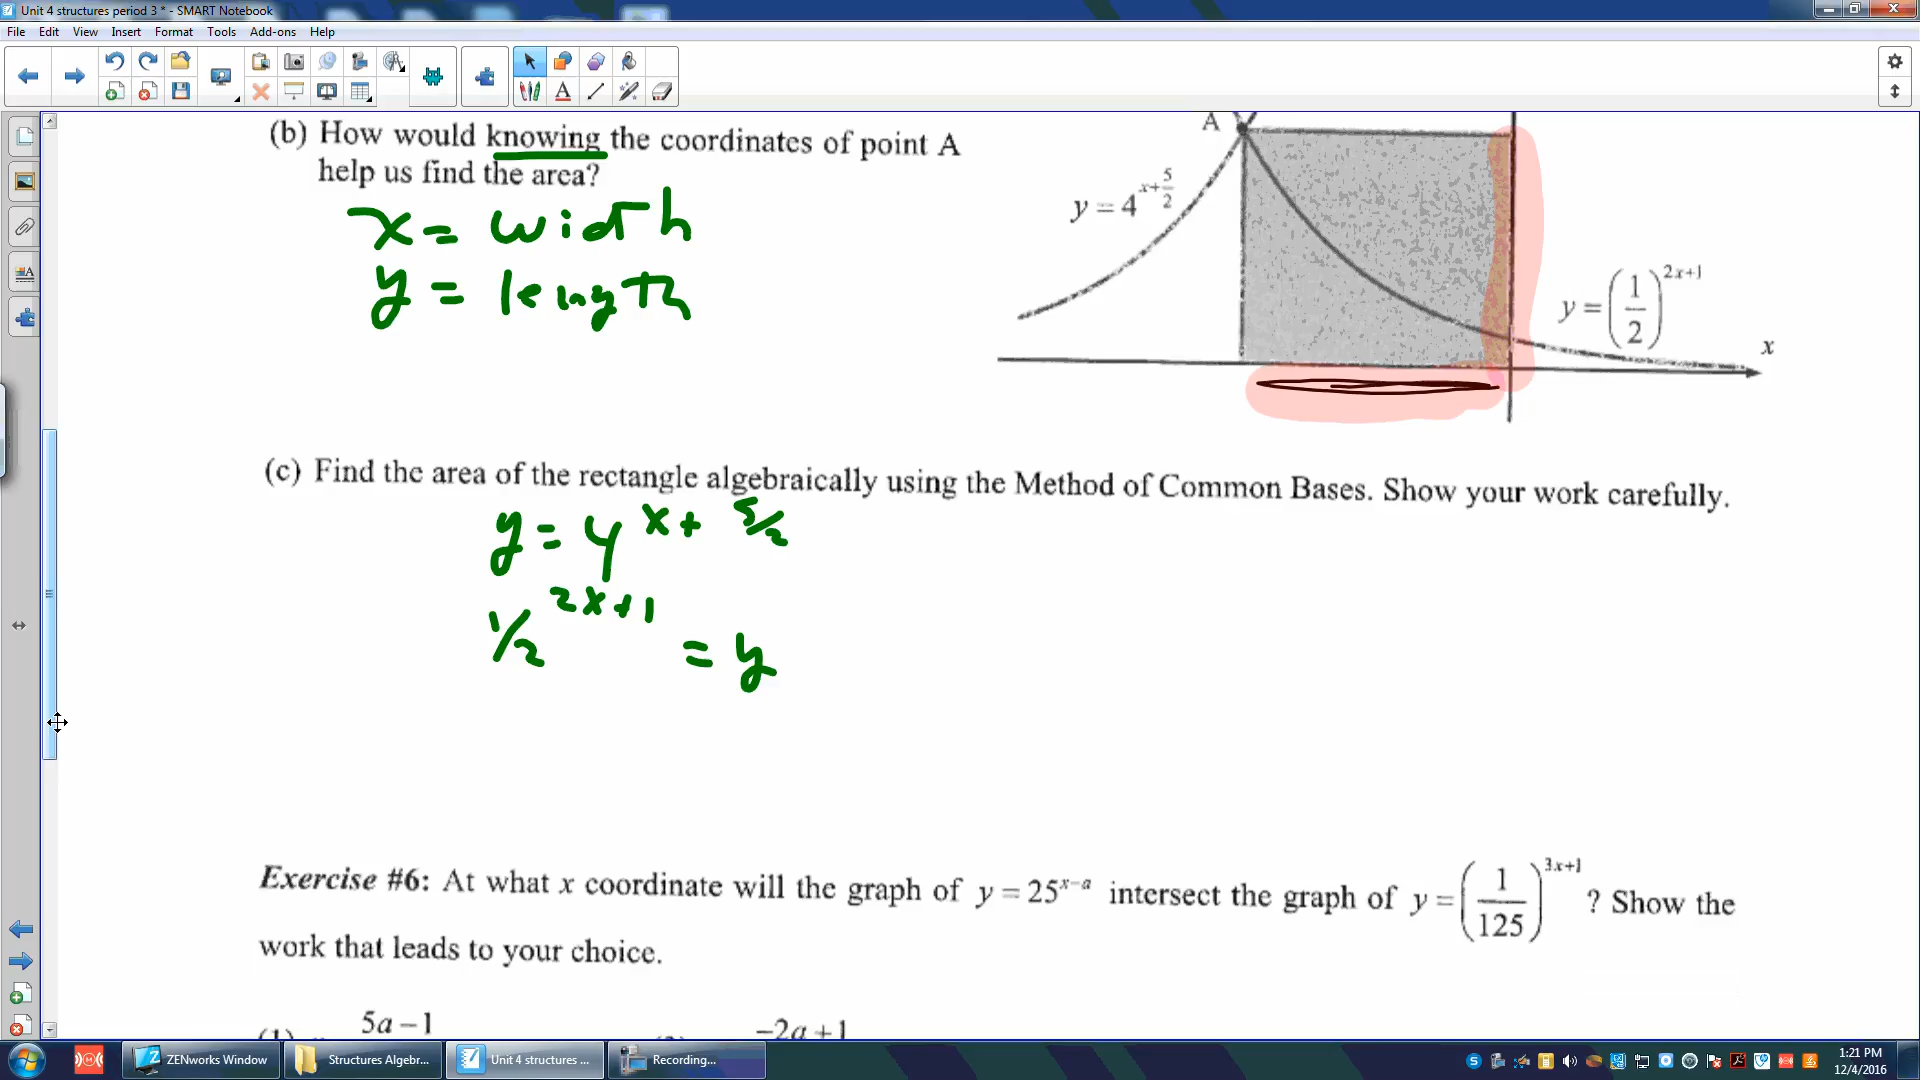 Unit 4 structures period 3 * - SMART Notebook
File Edit View Insert Format Tools Add-ons Help
(b) How would knowing the coordinates of point A
help us find the area?
x = width
y = length
A
y = 4^{x+5/2}
y = (1/2)^{2x+1}
x
(c) Find the area of the rectangle algebraically using the Method of Common Bases. Show your work carefully.
y = 4^{x + 5/2}
1/2^{2x+1} = y
Exercise #6: At what x coordinate will the graph of y = 25^{x-a} intersect the graph of y = (1/125)^{3x+1} ? Show the
work that leads to your choice.
5a - 1
-2a + 1
ZENworks Window
Structures Algebr...
Unit 4 structures ...
Recording...
1:21 PM
12/4/2016